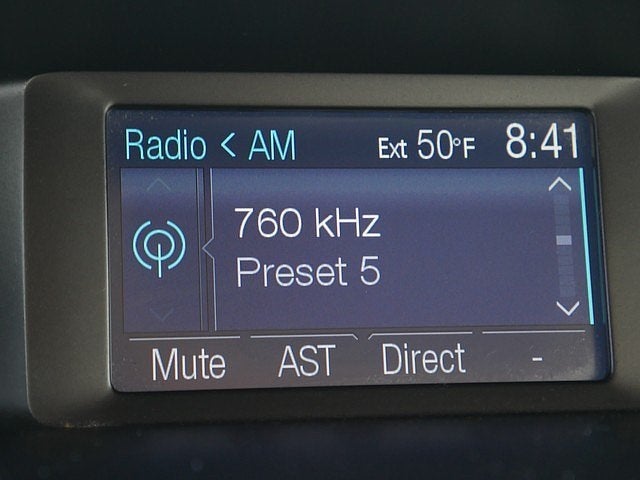 Radio < AM Ext 50°F 8:41
760 kHz
Preset 5
Mute AST Direct -